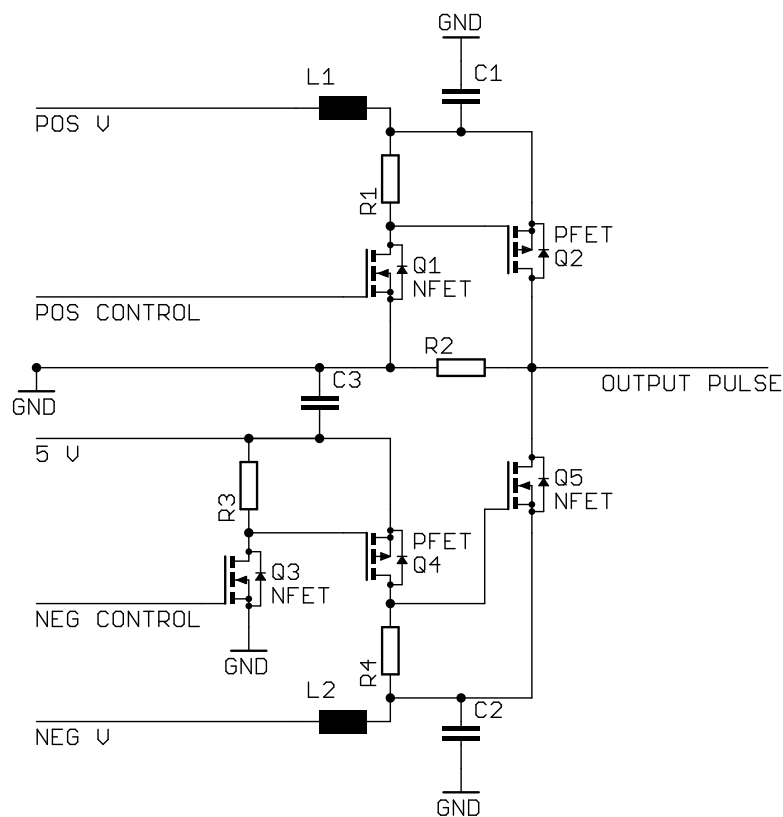 GND
C1
L1
POS V
R1
PFET
Q2
Q1
NFET
POS CONTROL
R2
GND
C3
OUTPUT PULSE
5 V
R3
Q5
NFET
PFET
Q4
Q3
NFET
NEG CONTROL
GND
R4
L2
C2
NEG V
GND